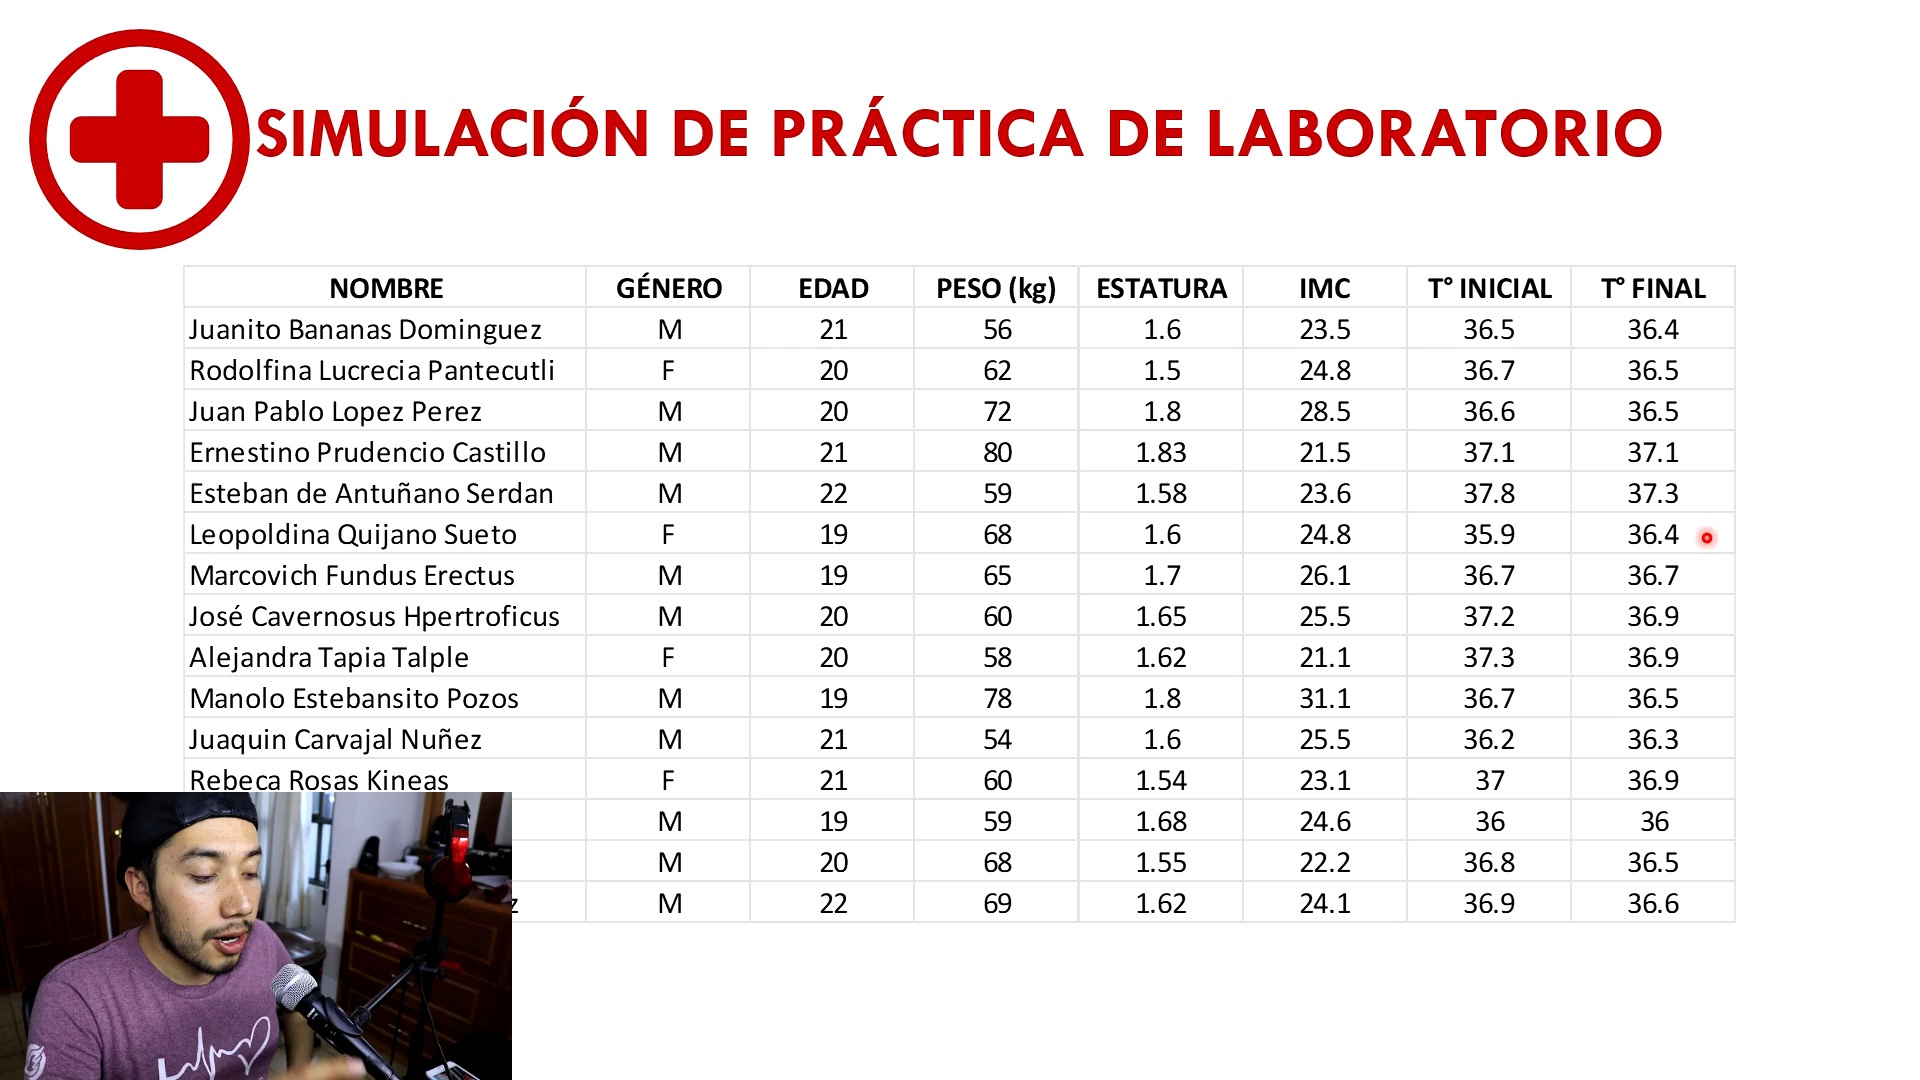 SIMULACIÓN DE PRÁCTICA DE LABORATORIO
NOMBRE GÉNERO EDAD PESO (kg) ESTATURA IMC T° INICIAL T° FINAL
Juanito Bananas Dominguez M 21 56 1.6 23.5 36.5 36.4
Rodolfina Lucrecia Pantecutli F 20 62 1.5 24.8 36.7 36.5
Juan Pablo Lopez Perez M 20 72 1.8 28.5 36.6 36.5
Ernestino Prudencio Castillo M 21 80 1.83 21.5 37.1 37.1
Esteban de Antuñano Serdan M 22 59 1.58 23.6 37.8 37.3
Leopoldina Quijano Sueto F 19 68 1.6 24.8 35.9 36.4
Marcovich Fundus Erectus M 19 65 1.7 26.1 36.7 36.7
José Cavernosus Hpertroficus M 20 60 1.65 25.5 37.2 36.9
Alejandra Tapia Talple F 20 58 1.62 21.1 37.3 36.9
Manolo Estebansito Pozos M 19 78 1.8 31.1 36.7 36.5
Juaquin Carvajal Nuñez M 21 54 1.6 25.5 36.2 36.3
Rebeca Rosas Kineas F 21 60 1.54 23.1 37 36.9
M 19 59 1.68 24.6 36 36
M 20 68 1.55 22.2 36.8 36.5
z M 22 69 1.62 24.1 36.9 36.6